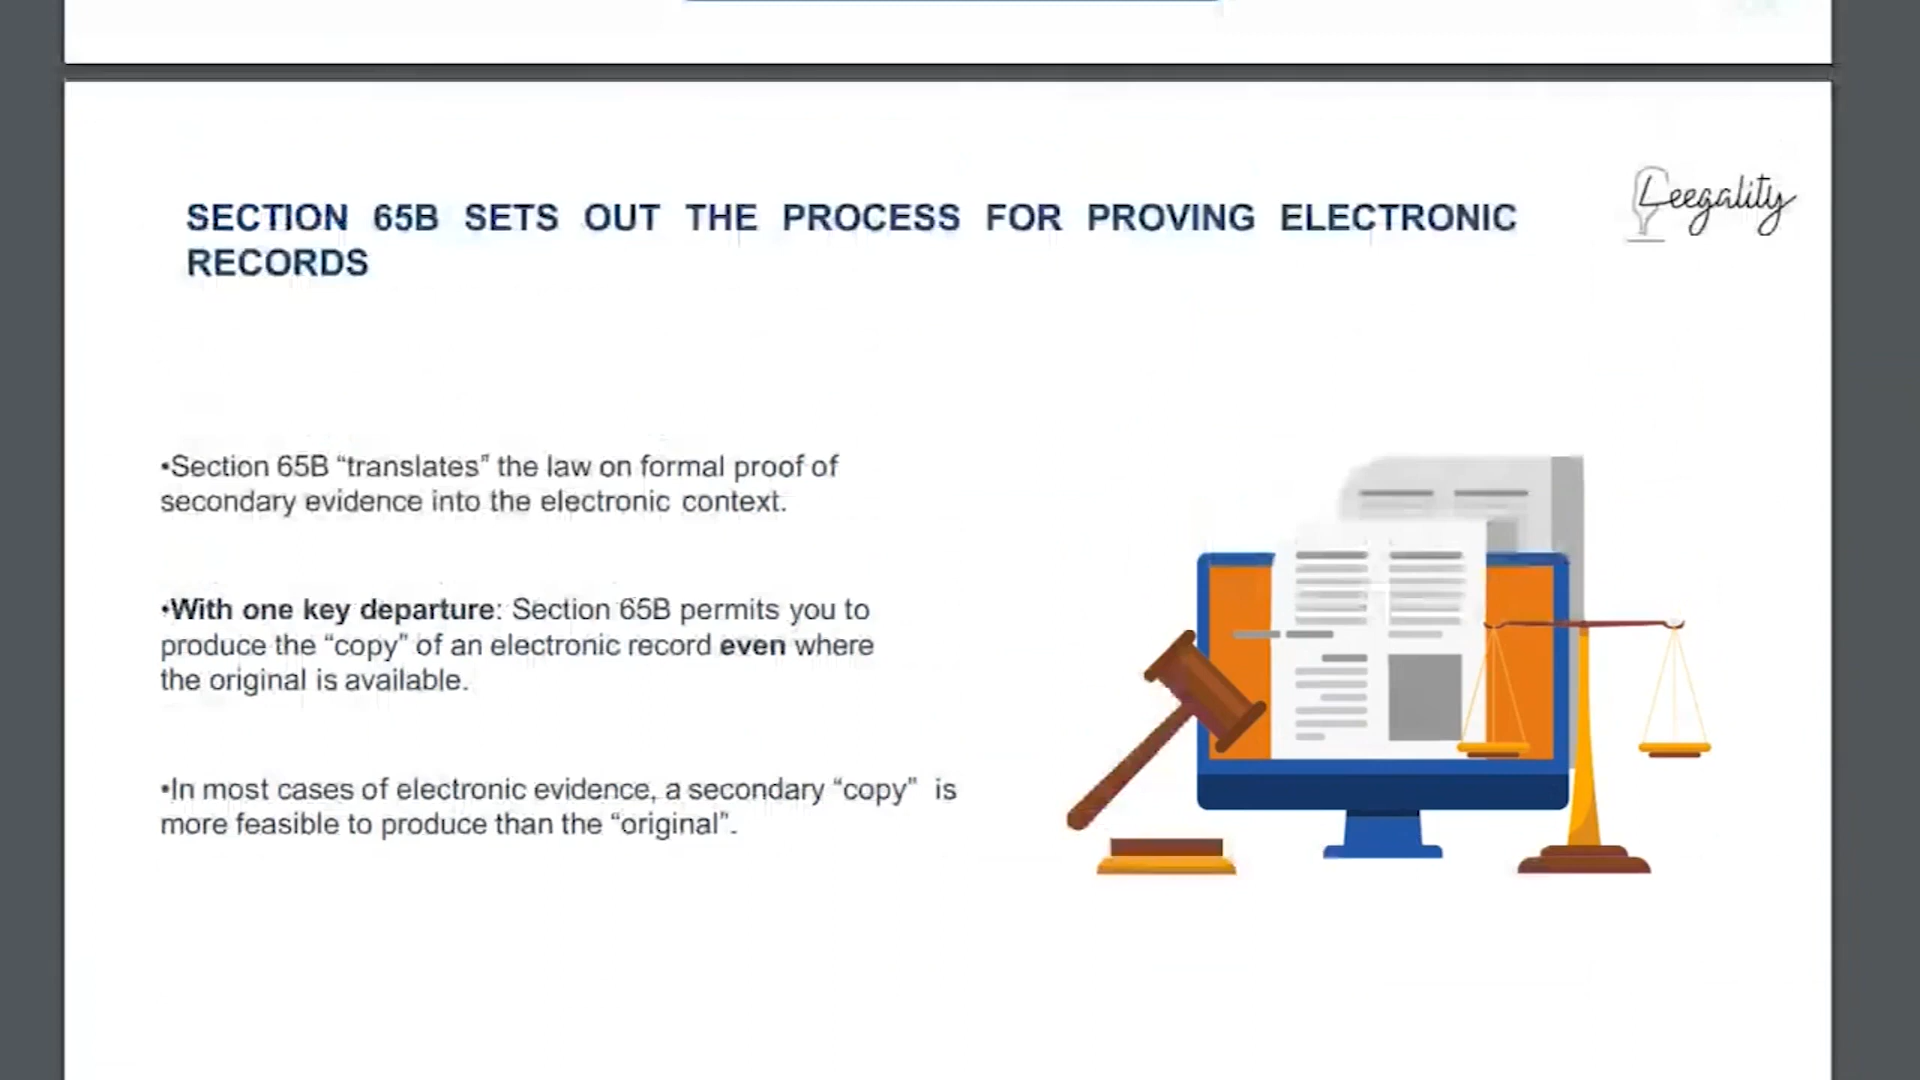 Leegality
SECTION 65B SETS OUT THE PROCESS FOR PROVING ELECTRONIC
RECORDS
•Section 65B “translates” the law on formal proof of
secondary evidence into the electronic context.
•With one key departure: Section 65B permits you to
produce the “copy” of an electronic record even where
the original is available.
•In most cases of electronic evidence, a secondary “copy” is
more feasible to produce than the “original”.